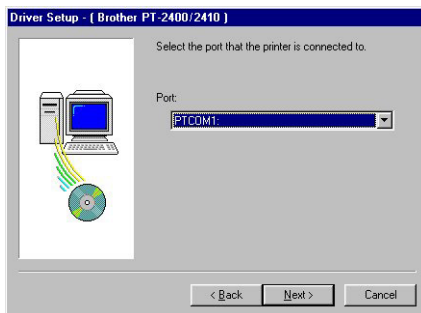 Driver Setup - ( Brother PT-2400/2410 )
Select the port that the printer is connected to.
Port:
PTCOM1:
< Back Next > Cancel